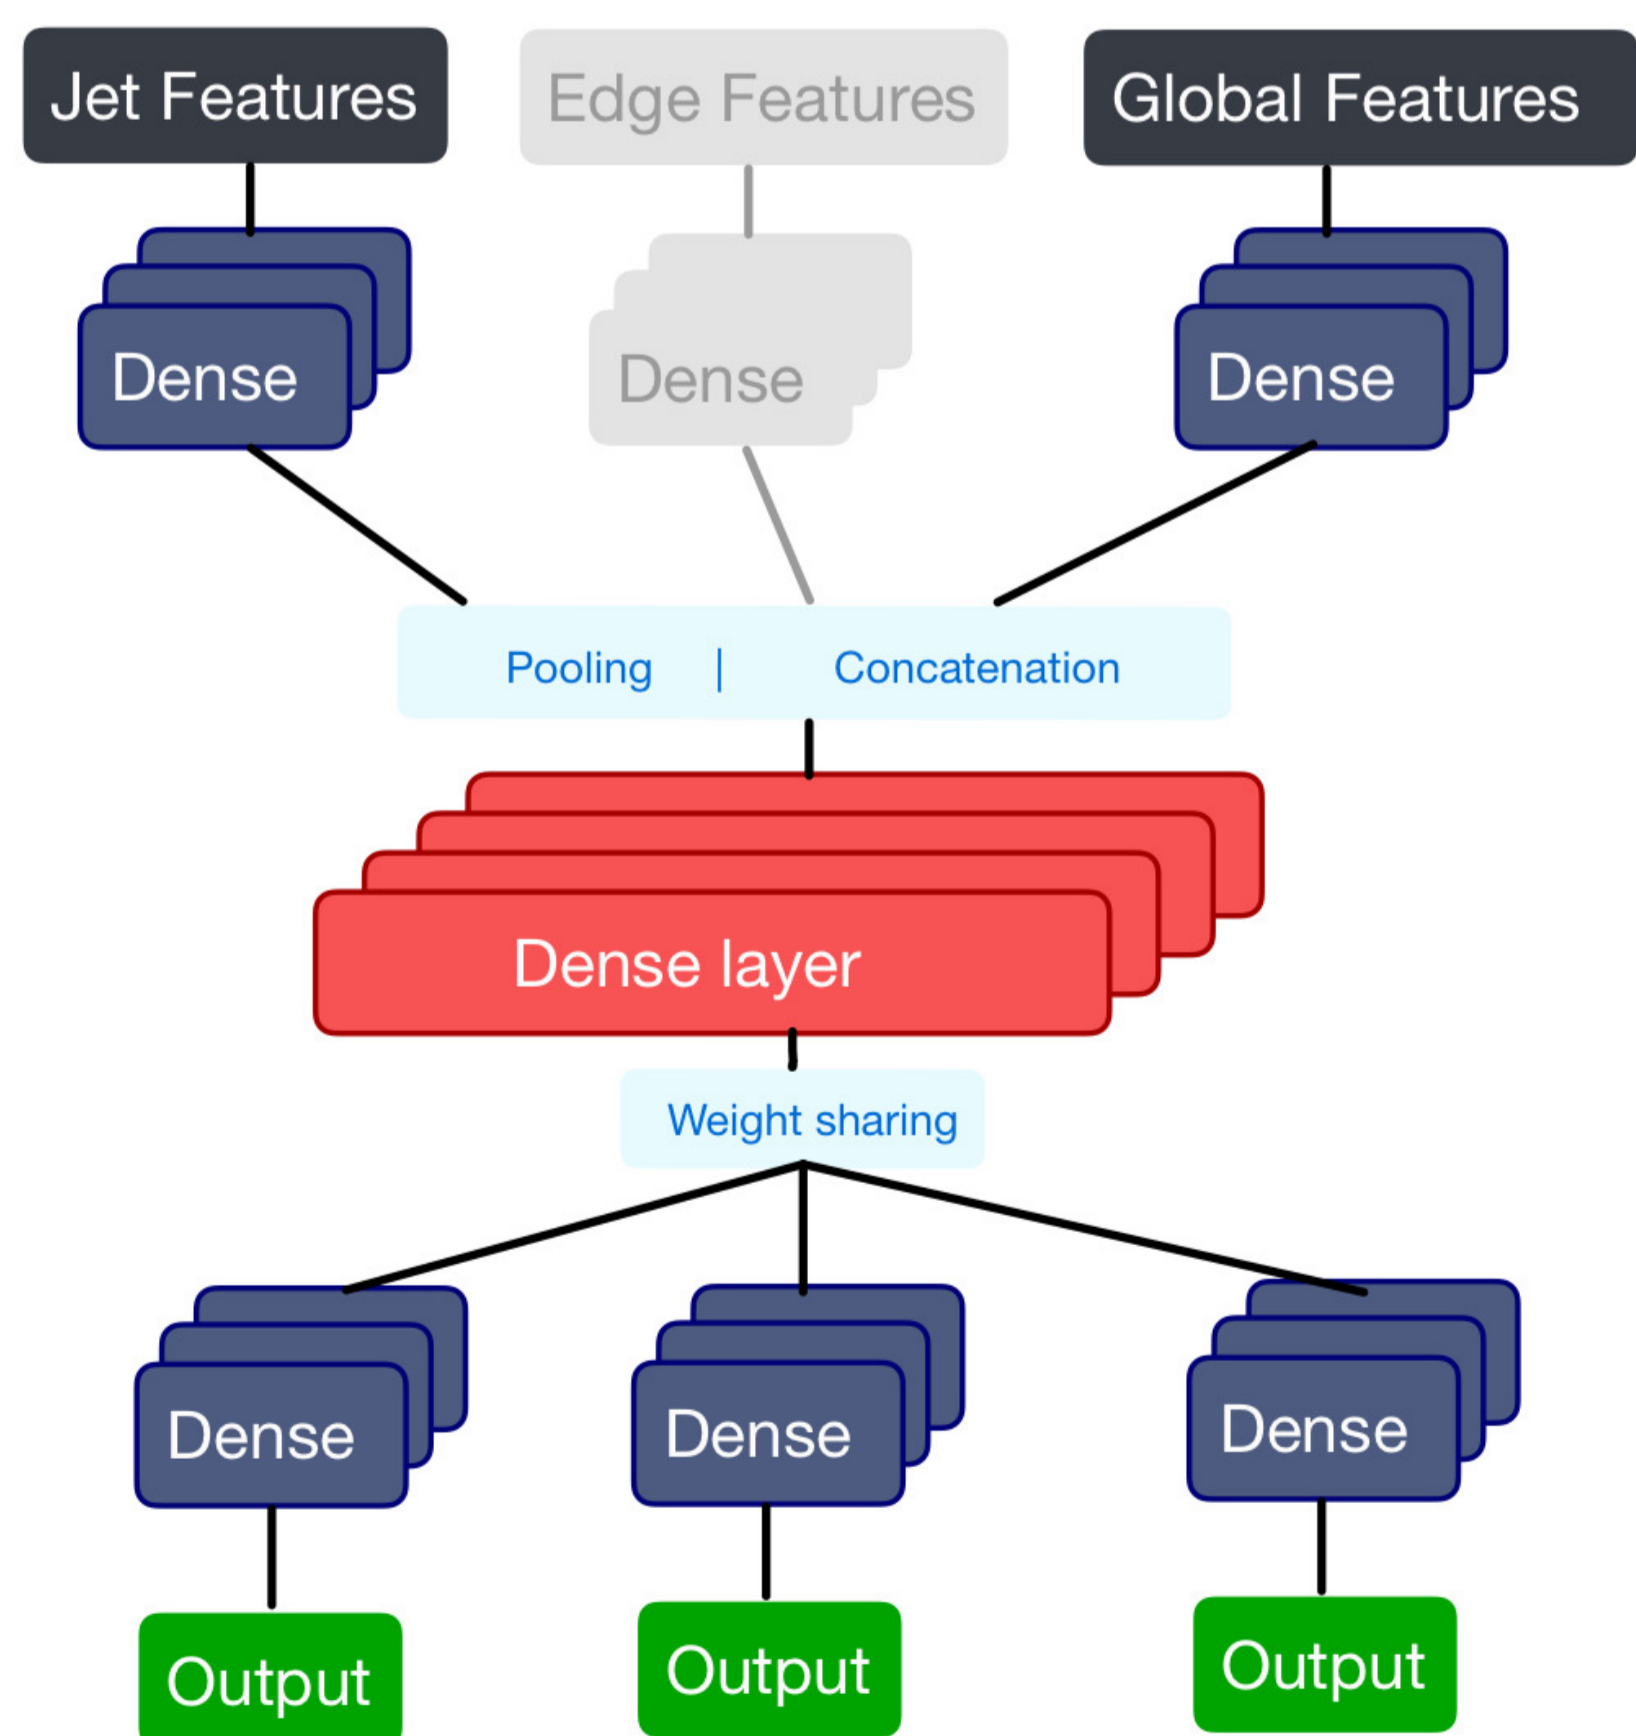 Jet Features
Edge Features
Global Features
Dense
Dense
Dense
Pooling | Concatenation
Dense layer
Weight sharing
Dense
Dense
Dense
Output
Output
Output